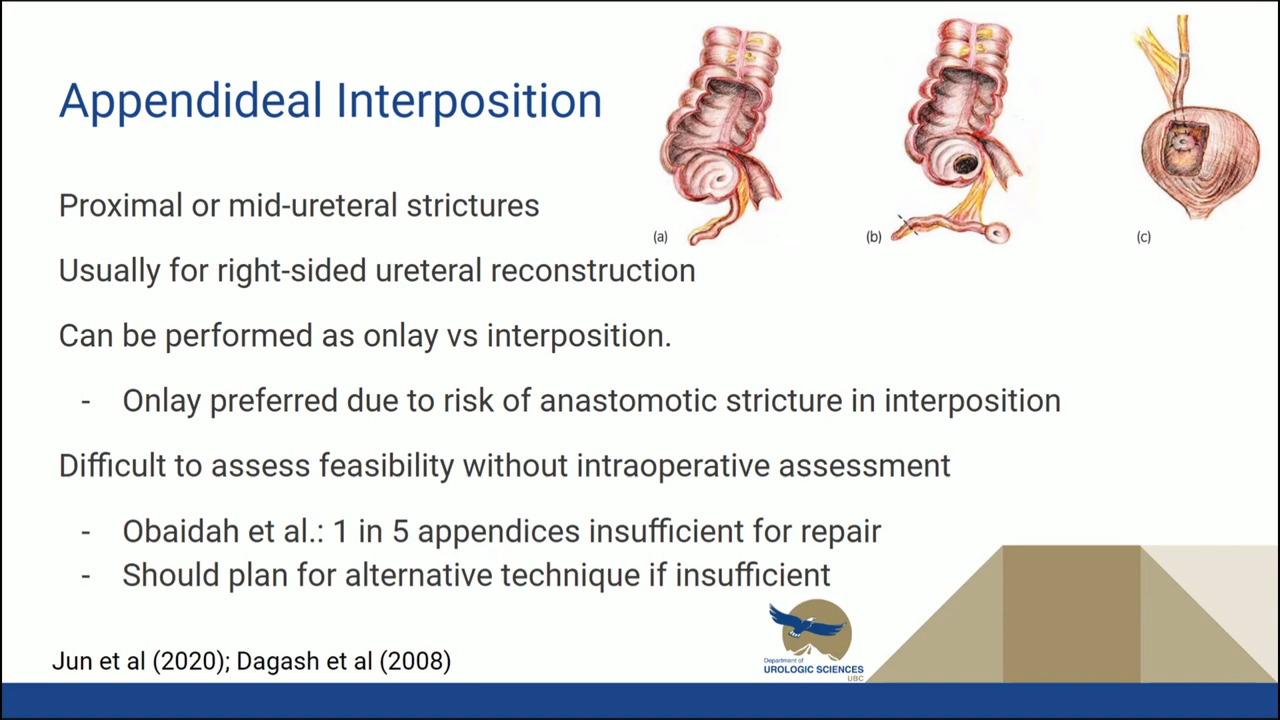 Appendideal Interposition
(a)
(b)
(c)
Proximal or mid-ureteral strictures
Usually for right-sided ureteral reconstruction
Can be performed as onlay vs interposition.
- Onlay preferred due to risk of anastomotic stricture in interposition
Difficult to assess feasibility without intraoperative assessment
- Obaidah et al.: 1 in 5 appendices insufficient for repair
- Should plan for alternative technique if insufficient
Jun et al (2020); Dagash et al (2008)
Department of
UROLOGIC SCIENCES
UBC